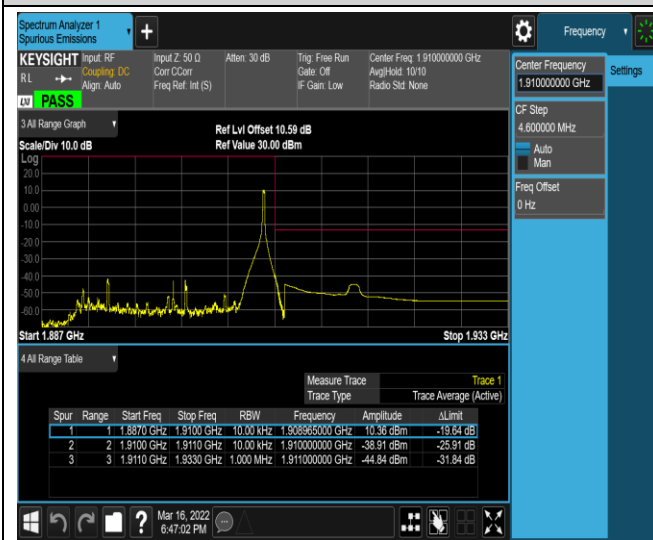 Spectrum Analyzer 1
Spurious Emissions
Frequency
KEYSIGHT Input: RF Input Z: 50 Ω Atten: 30 dB Trig: Free Run Center Freq: 1.910000000 GHz
RL Coupling: DC Corr CCorr Gate: Off Avg|Hold: 10/10
Align: Auto Freq Ref: Int (S) IF Gain: Low Radio Std: None
LXI PASS
3 All Range Graph
Ref Lvl Offset 10.59 dB
Scale/Div 10.0 dB Ref Value 30.00 dBm
Log
20.0
10.0
0.00
-10.0
-20.0
-30.0
-40.0
-50.0
-60.0
Start 1.887 GHz Stop 1.933 GHz
4 All Range Table
Measure Trace Trace 1
Trace Type Trace Average (Active)
Spur Range Start Freq Stop Freq RBW Frequency Amplitude ΔLimit
1 1 1.8870 GHz 1.9100 GHz 10.00 kHz 1.908965000 GHz 10.36 dBm -19.64 dB
2 2 1.9100 GHz 1.9110 GHz 10.00 kHz 1.910000000 GHz -38.91 dBm -25.91 dB
3 3 1.9110 GHz 1.9330 GHz 1.000 MHz 1.911000000 GHz -44.84 dBm -31.84 dB
Mar 16, 2022
6:47:02 PM
Center Frequency
1.910000000 GHz
Settings
CF Step
4.600000 MHz
Auto
Man
Freq Offset
0 Hz